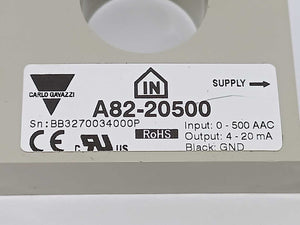 IN
SUPPLY
CARLO GAVAZZI
A82-20500
Sn:BB3270034000P
RoHS
Input: 0 - 500 AAC
Output: 4 - 20 mA
Black: GND
CE c RU US